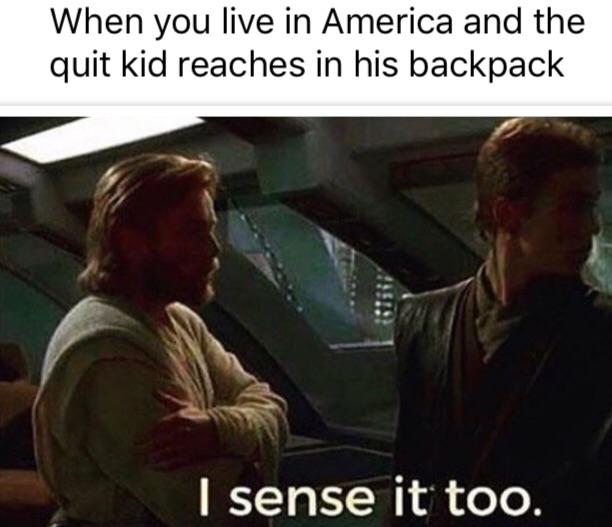 When you live in America and the
quit kid reaches in his backpack
I sense it too.